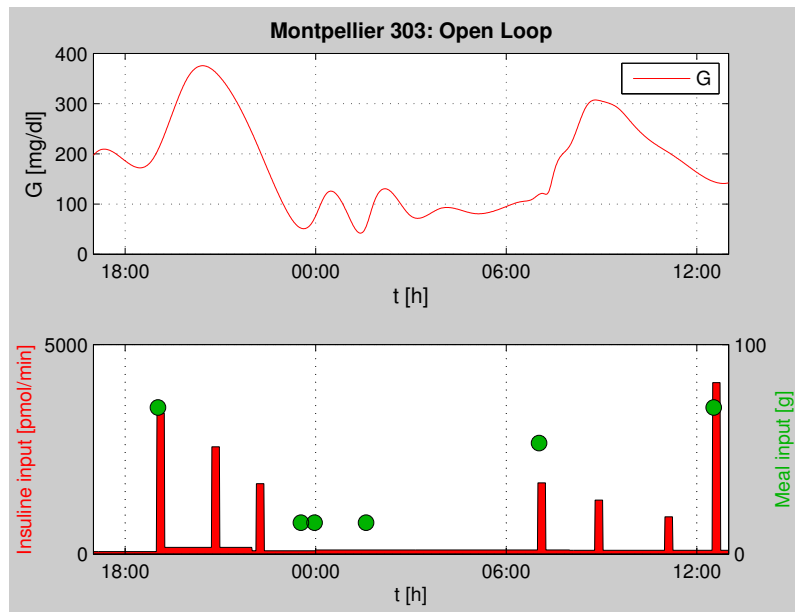 Montpellier 303: Open Loop
400
300
200
100
0
G [mg/dl]
G
18:00 00:00 06:00 12:00
t [h]
5000
0
Insuline input [pmol/min]
100
0
Meal input [g]
18:00 00:00 06:00 12:00
t [h]